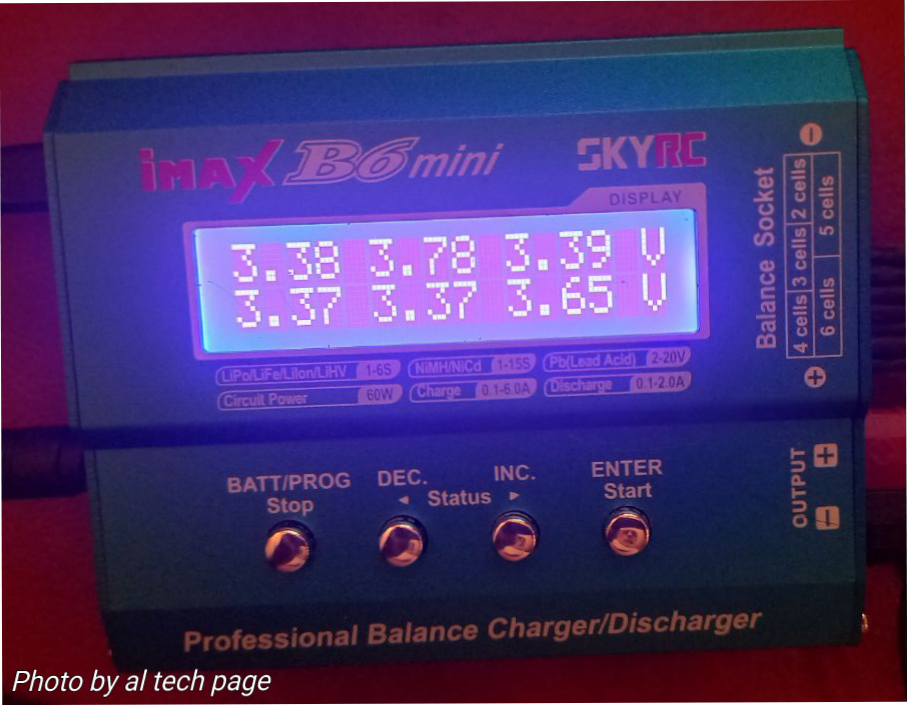 iMAX B6 mini SKYRC
DISPLAY
3.38 3.78 3.39 V
3.37 3.37 3.65 V
LiPo/LiFe/LiIon/LiHV 1-6S NiMH/NiCd 1-15S Pb(Lead Acid) 2-20V
Circuit Power 60W Charge 0.1-6.0A Discharge 0.1-2.0A
Balance Socket
4 cells 3 cells 2 cells
6 cells 5 cells
BATT/PROG DEC. INC. ENTER
Stop ◄ Status ► Start
OUTPUT
Professional Balance Charger/Discharger
Photo by al tech page